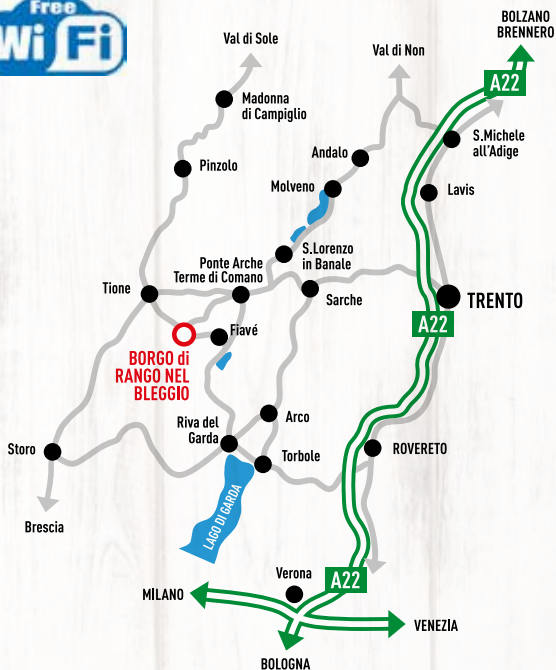 Free
Wi Fi
BOLZANO
BRENNERO
A22
Val di Sole
Val di Non
Madonna
di Campiglio
S.Michele
all'Adige
Andalo
Pinzolo
Molveno
Lavis
S.Lorenzo
in Banale
Ponte Arche
Terme di Comano
Tione
Sarche
TRENTO
A22
Fiavé
BORGO di
RANGO NEL
BLEGGIO
Arco
Riva del
Garda
Storo
Torbole
ROVERETO
LAGO DI GARDA
Brescia
Verona
A22
MILANO
VENEZIA
BOLOGNA